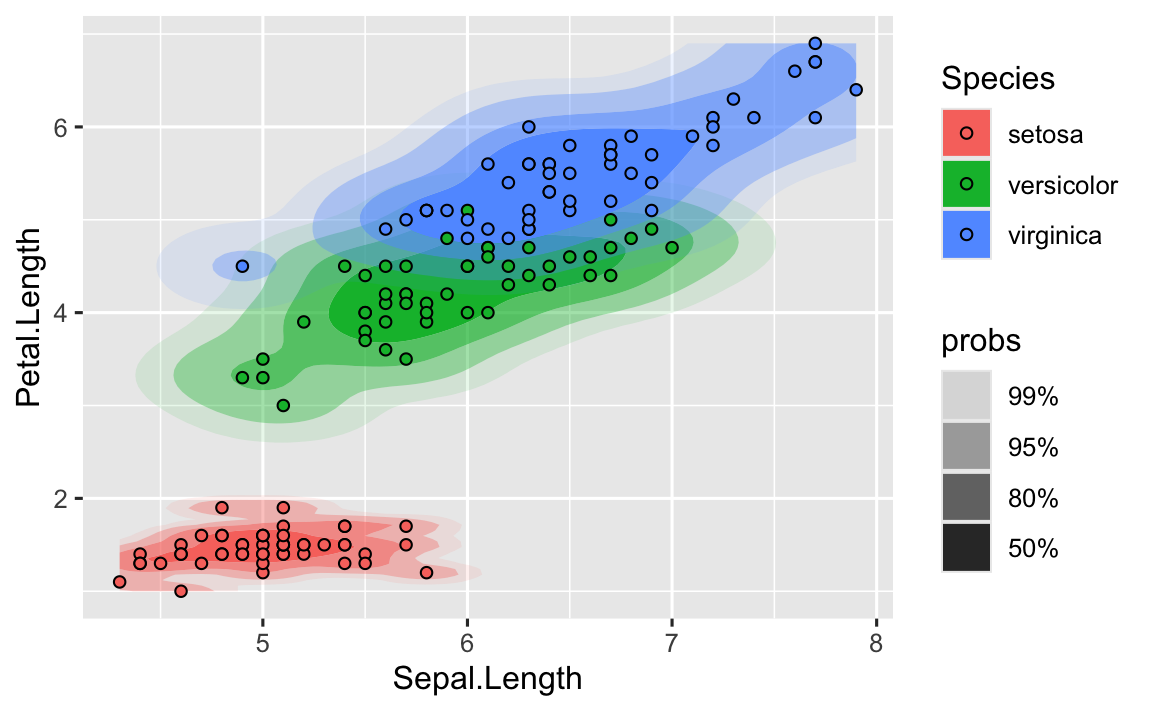 Petal.Length
6
4
2
5
6
7
8
Sepal.Length
Species
setosa
versicolor
virginica
probs
99%
95%
80%
50%